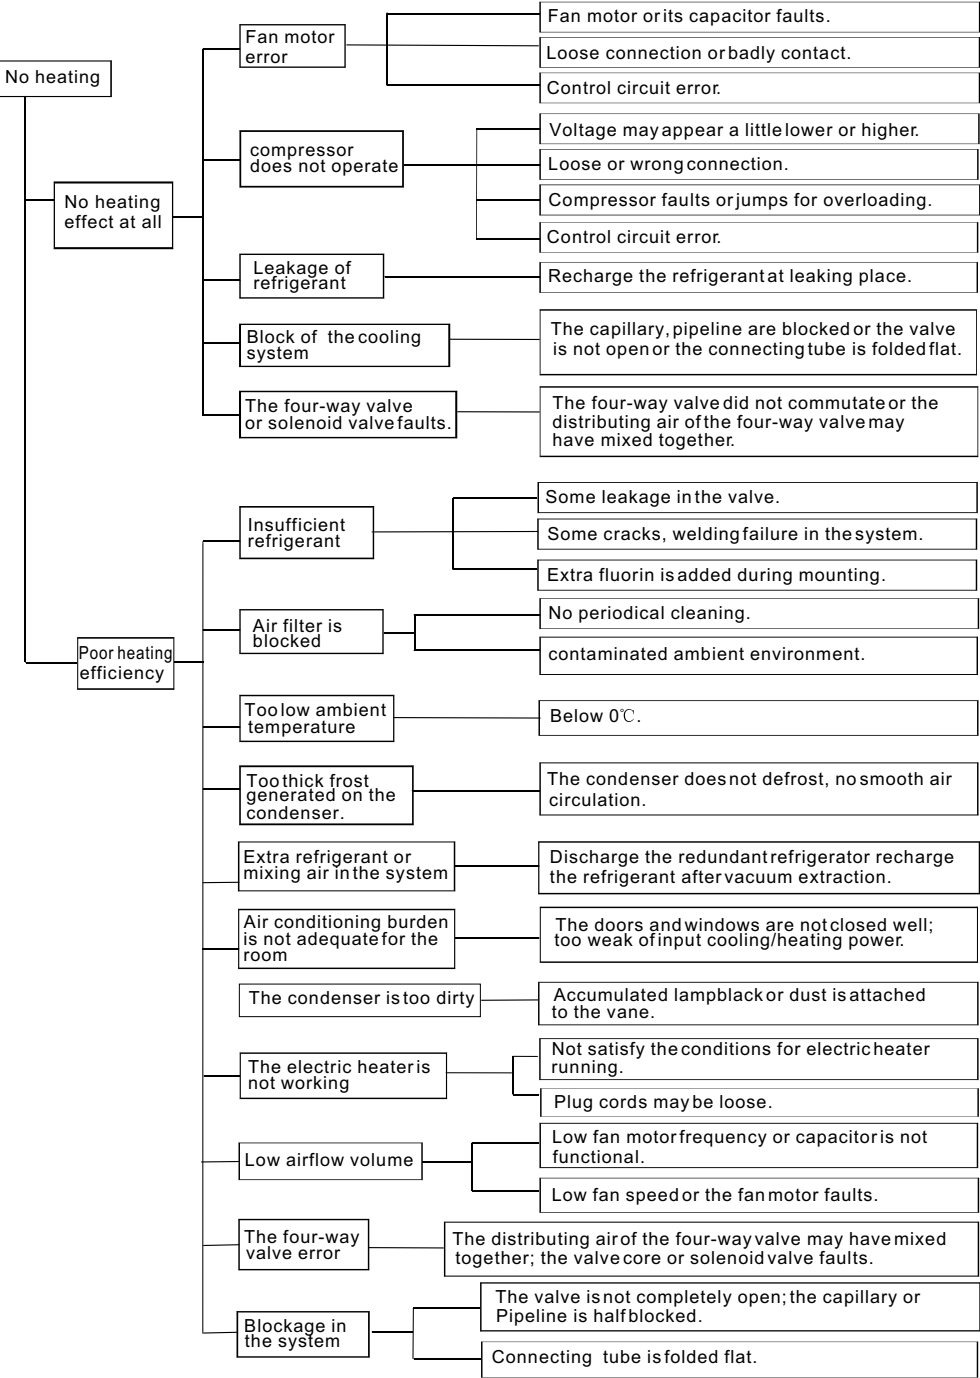 No heating
No heating
effect at all
Fan motor
error
Fan motor or its capacitor faults.
Loose connection or badly contact.
Control circuit error.
compressor
does not operate
Voltage may appear a little lower or higher.
Loose or wrong connection.
Compressor faults or jumps for overloading.
Control circuit error.
Leakage of
refrigerant
Recharge the refrigerant at leaking place.
Block of the cooling
system
The capillary, pipeline are blocked or the valve
is not open or the connecting tube is folded flat.
The four-way valve
or solenoid valve faults.
The four-way valve did not commutate or the
distributing air of the four-way valve may
have mixed together.
Poor heating
efficiency
Insufficient
refrigerant
Some leakage in the valve.
Some cracks, welding failure in the system.
Extra fluorin is added during mounting.
Air filter is
blocked
No periodical cleaning.
contaminated ambient environment.
Too low ambient
temperature
Below 0℃.
Too thick frost
generated on the
condenser.
The condenser does not defrost, no smooth air
circulation.
Extra refrigerant or
mixing air in the system
Discharge the redundant refrigerator recharge
the refrigerant after vacuum extraction.
Air conditioning burden
is not adequate for the
room
The doors and windows are not closed well;
too weak of input cooling/heating power.
The condenser is too dirty
Accumulated lampblack or dust is attached
to the vane.
The electric heater is
not working
Not satisfy the conditions for electric heater
running.
Plug cords may be loose.
Low airflow volume
Low fan motor frequency or capacitor is not
functional.
Low fan speed or the fan motor faults.
The four-way
valve error
The distributing air of the four-way valve may have mixed
together; the valve core or solenoid valve faults.
Blockage in
the system
The valve is not completely open; the capillary or
Pipeline is half blocked.
Connecting tube is folded flat.